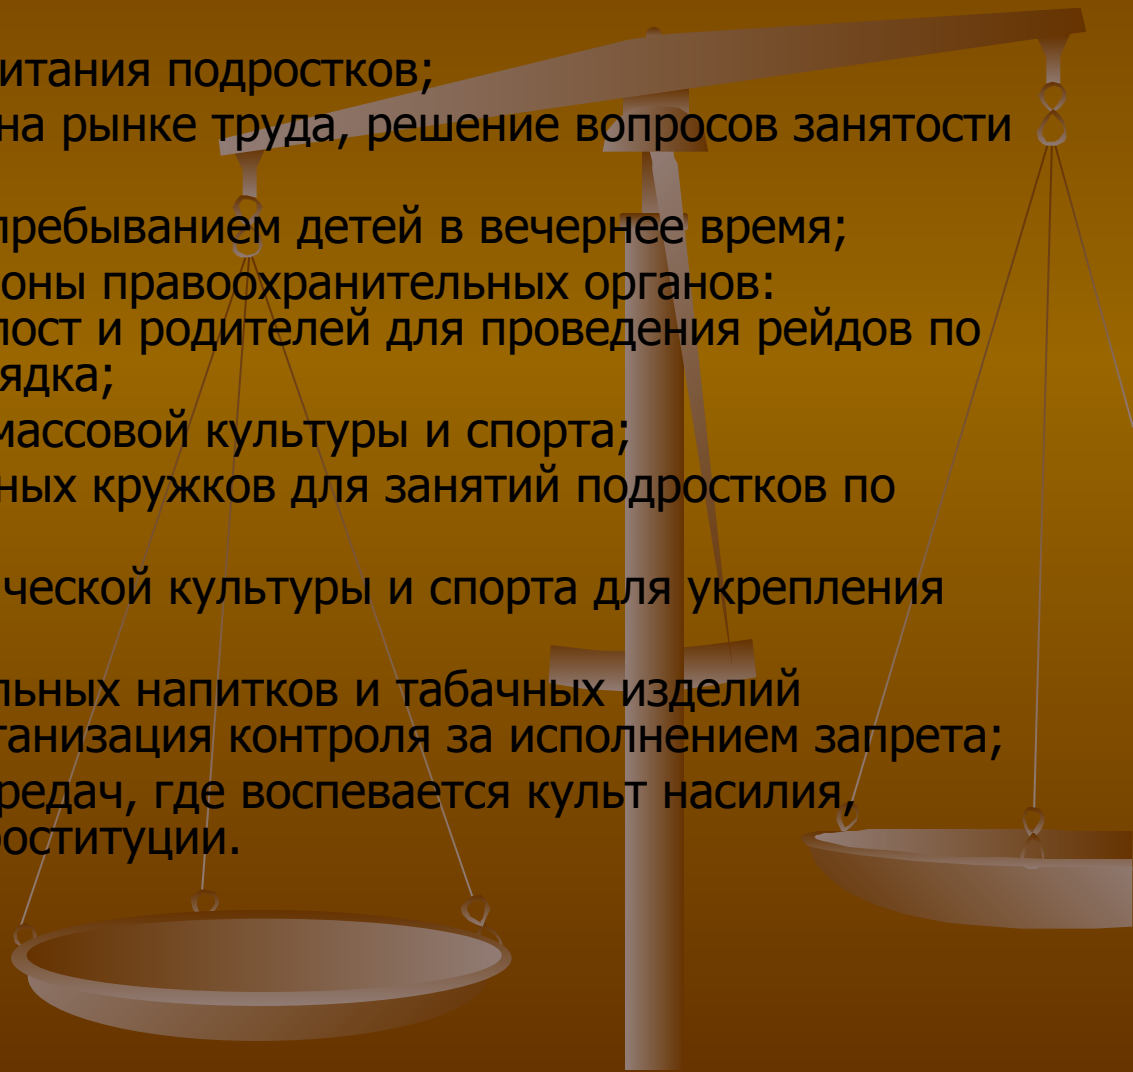 итания подростков;
на рынке труда, решение вопросов занятости
пребыванием детей в вечернее время;
оны правоохранительных органов:
пост и родителей для проведения рейдов по
ядка;
массовой культуры и спорта;
ных кружков для занятий подростков по
ческой культуры и спорта для укрепления
льных напитков и табачных изделий
ганизация контроля за исполнением запрета;
редач, где воспевается культ насилия,
роституции.